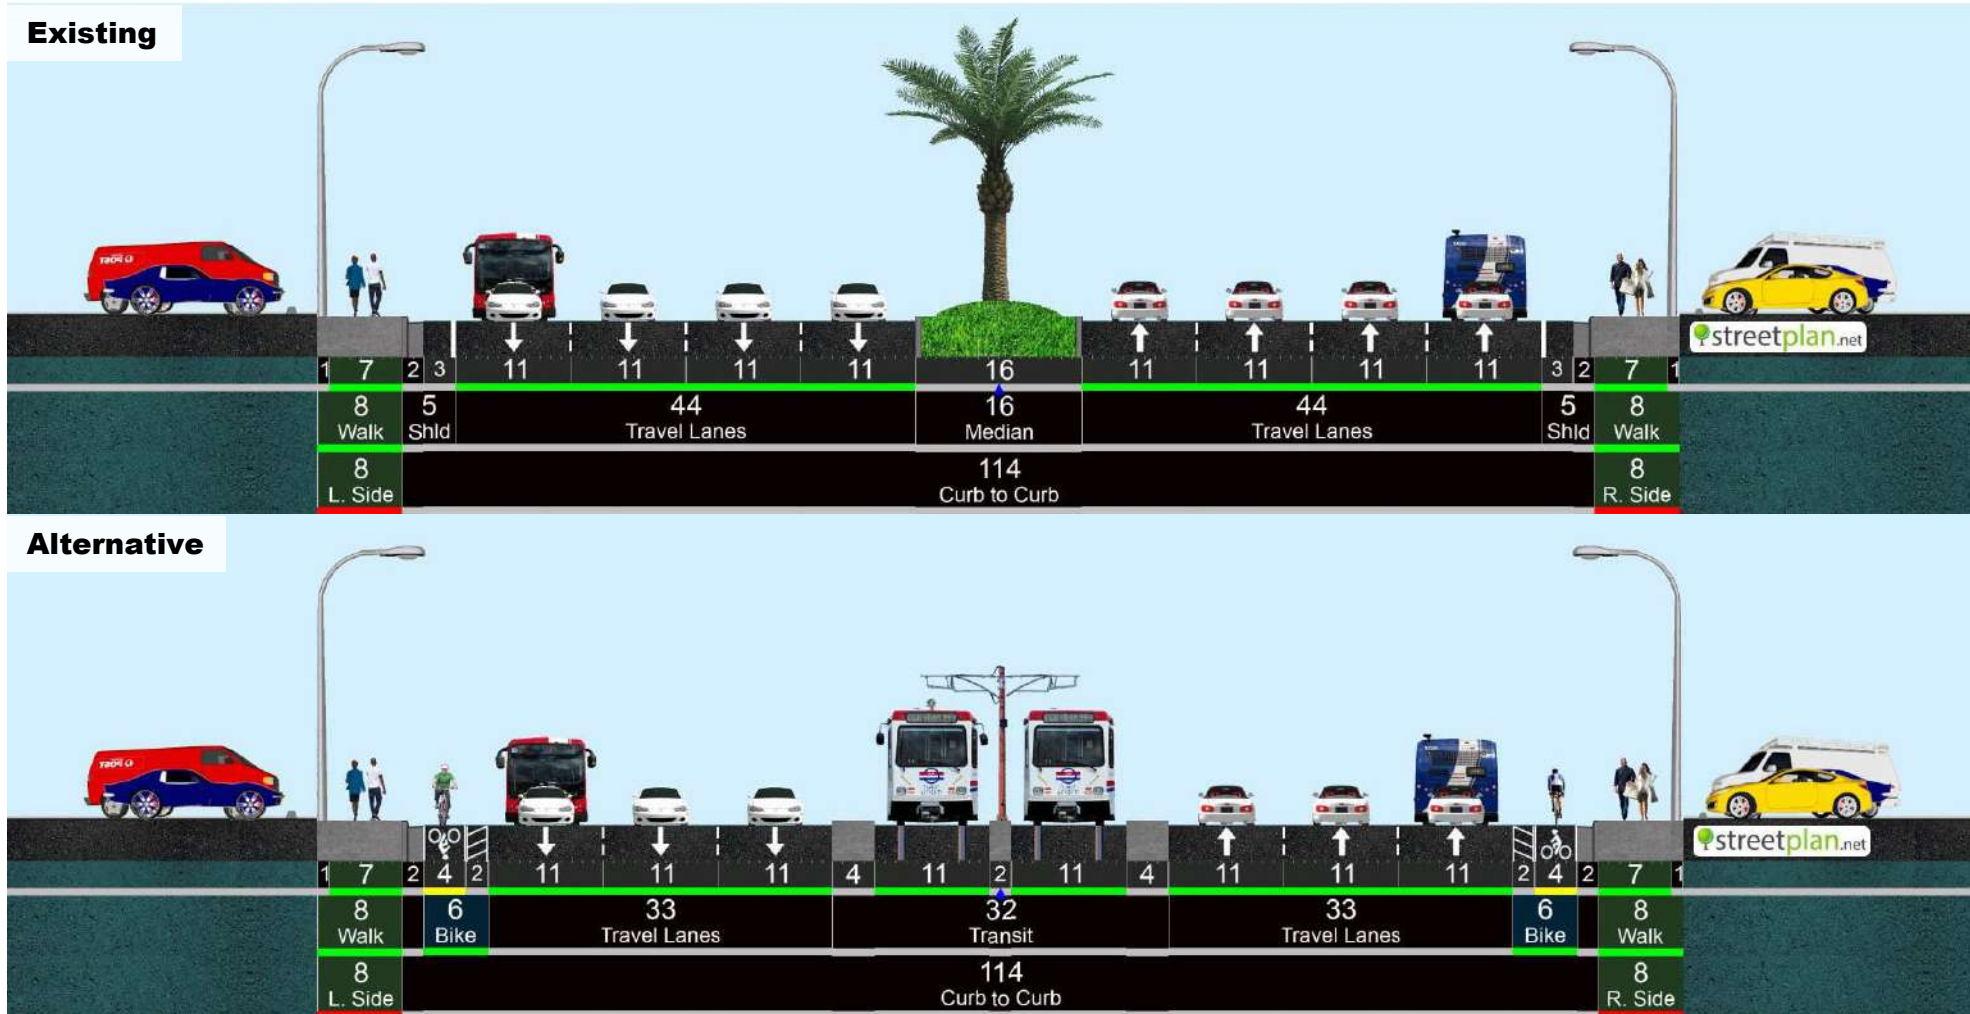 Existing
POST
streetplan.net
1 7 2 3 11 11 11 11 16 11 11 11 11 3 2 7 1
8 5 44 16 44 5 8
Walk Shld Travel Lanes Median Travel Lanes Shld Walk
8 114 8
L. Side Curb to Curb R. Side
Alternative
POST
streetplan.net
1 7 2 4 2 11 11 11 4 11 2 11 4 11 11 11 2 4 2 7 1
8 6 33 32 33 6 8
Walk Bike Travel Lanes Transit Travel Lanes Bike Walk
8 114 8
L. Side Curb to Curb R. Side